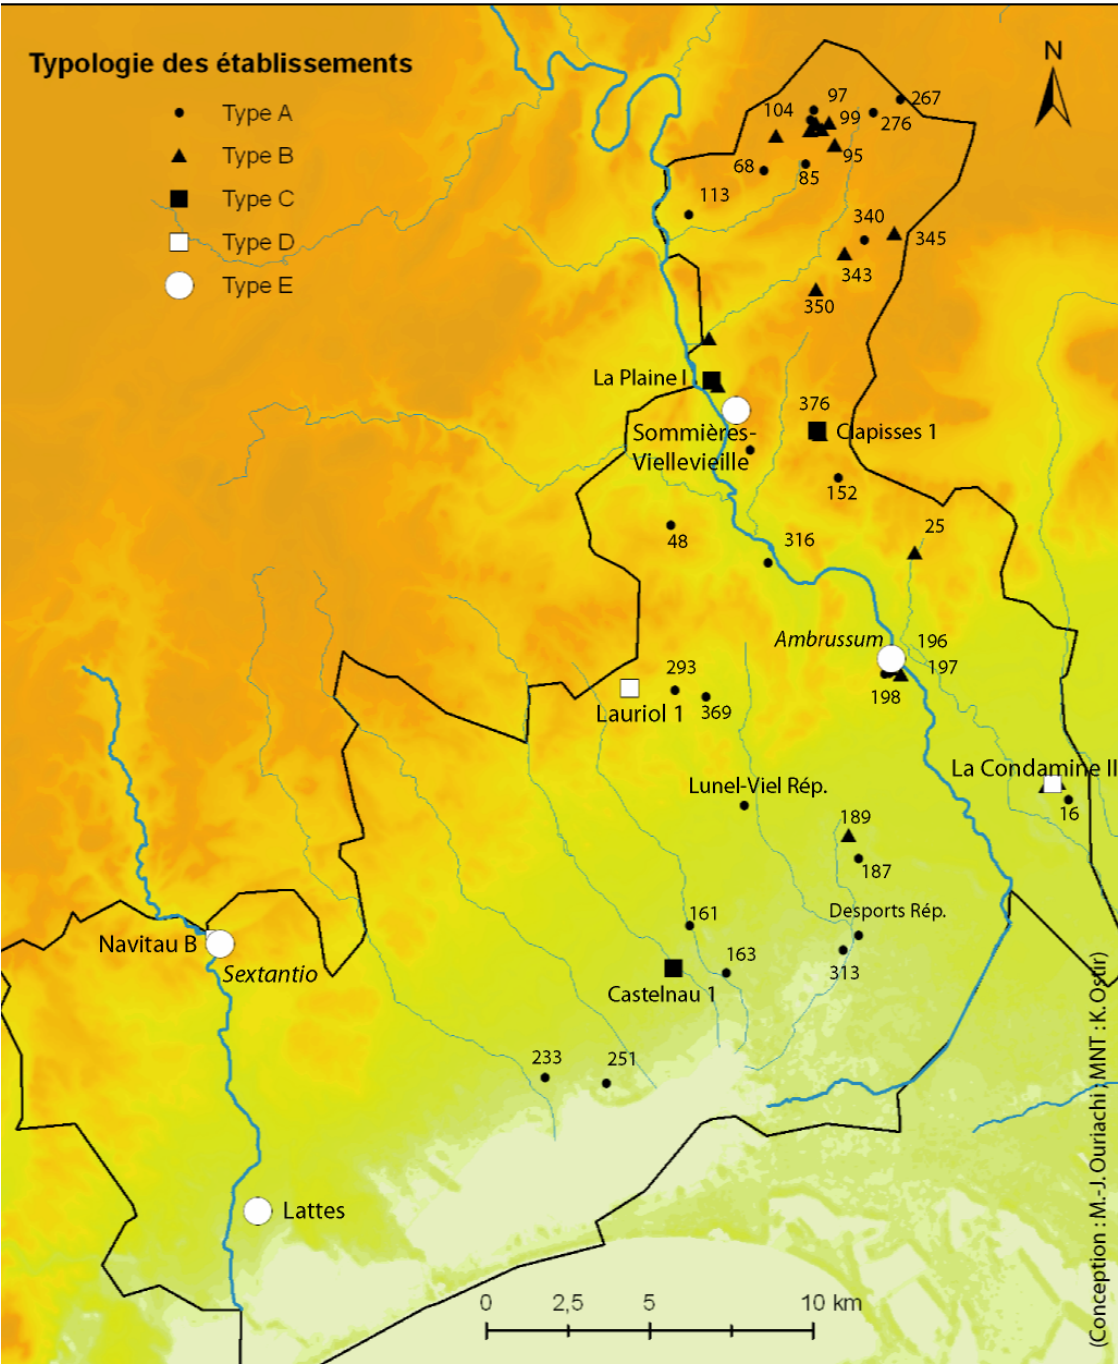 Typologie des établissements
Type A
Type B
Type C
Type D
Type E
N
97
267
104
99
276
95
68
85
113
340
345
343
350
La Plaine I
376
Sommières-
Viellevieille
Clapisses 1
152
25
48
316
Ambrussum
196
197
198
293
369
Lauriol 1
La Condamine II
16
Lunel-Viel Rép.
189
187
161
Desports Rép.
163
313
Navitau B
Sextantio
Castelnau 1
233
251
Lattes
0
2,5
5
10 km
(Conception : M.-J. Ouriachi ; MNT : K.Ostir)